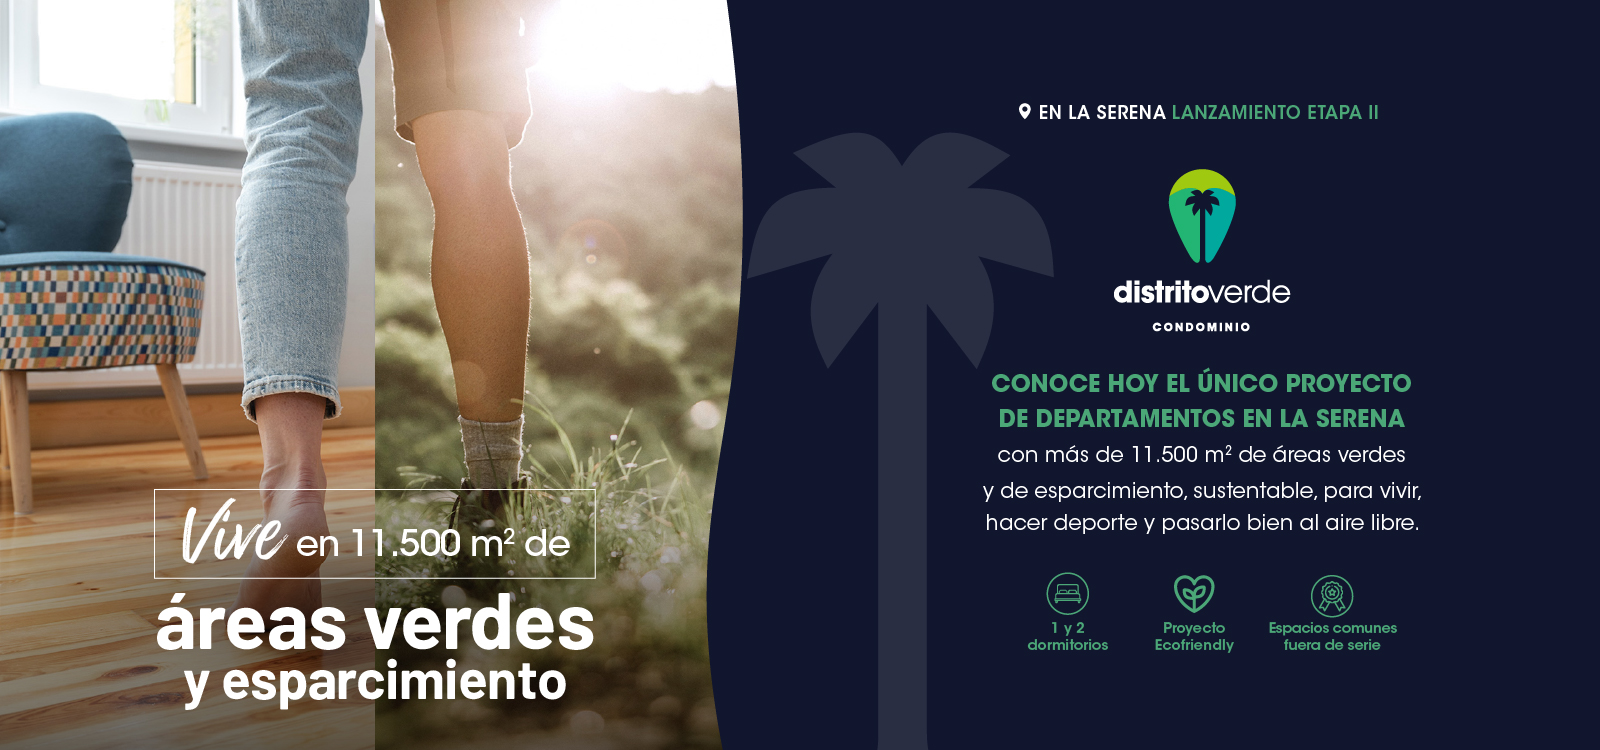 Vive en 11.500 m² de
áreas verdes
y esparcimiento
EN LA SERENA LANZAMIENTO ETAPA II
distritoverde
CONDOMINIO
CONOCE HOY EL ÚNICO PROYECTO
DE DEPARTAMENTOS EN LA SERENA
con más de 11.500 m² de áreas verdes
y de esparcimiento, sustentable, para vivir,
hacer deporte y pasarlo bien al aire libre.
1 y 2
dormitorios
Proyecto
Ecofriendly
Espacios comunes
fuera de serie